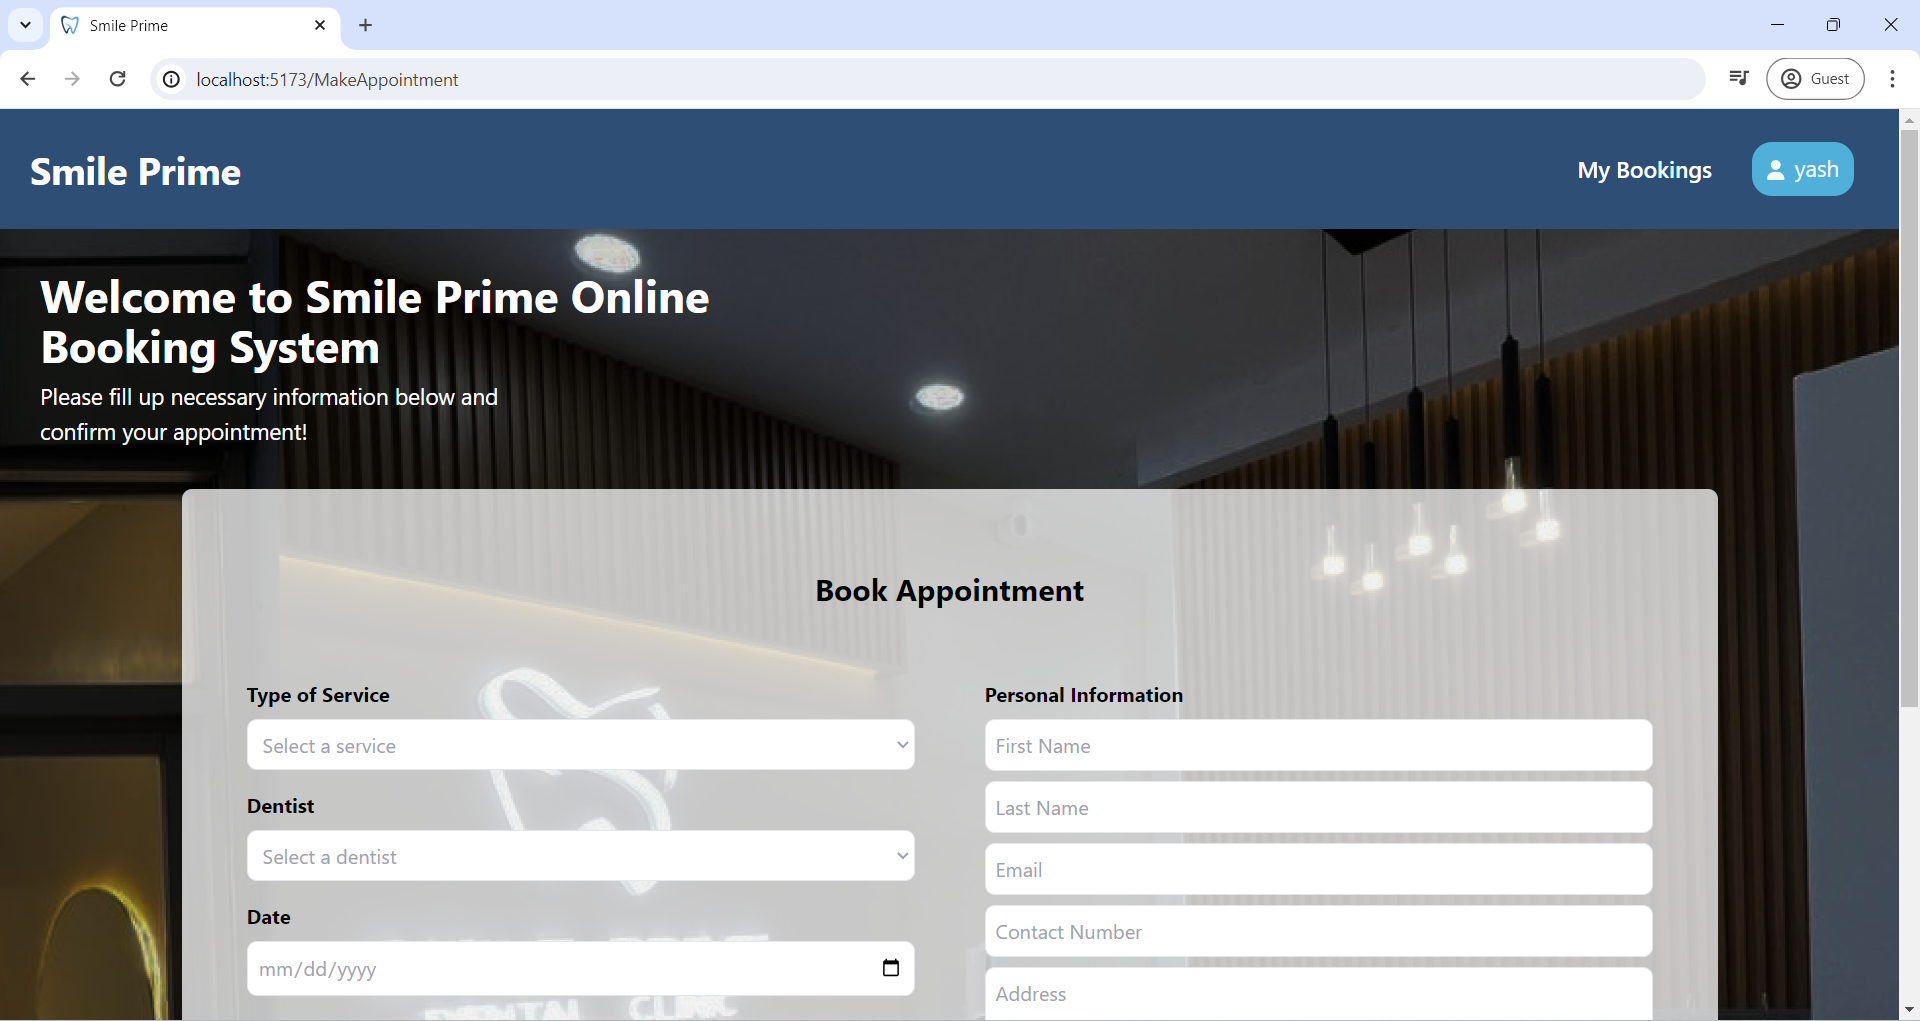 Smile Prime
localhost:5173/MakeAppointment
Guest
Smile Prime
My Bookings
yash
Welcome to Smile Prime Online
Booking System
Please fill up necessary information below and
confirm your appointment!
Book Appointment
Type of Service
Select a service
Dentist
Select a dentist
Date
mm/dd/yyyy
Personal Information
First Name
Last Name
Email
Contact Number
Address
DENTAL CLINIC